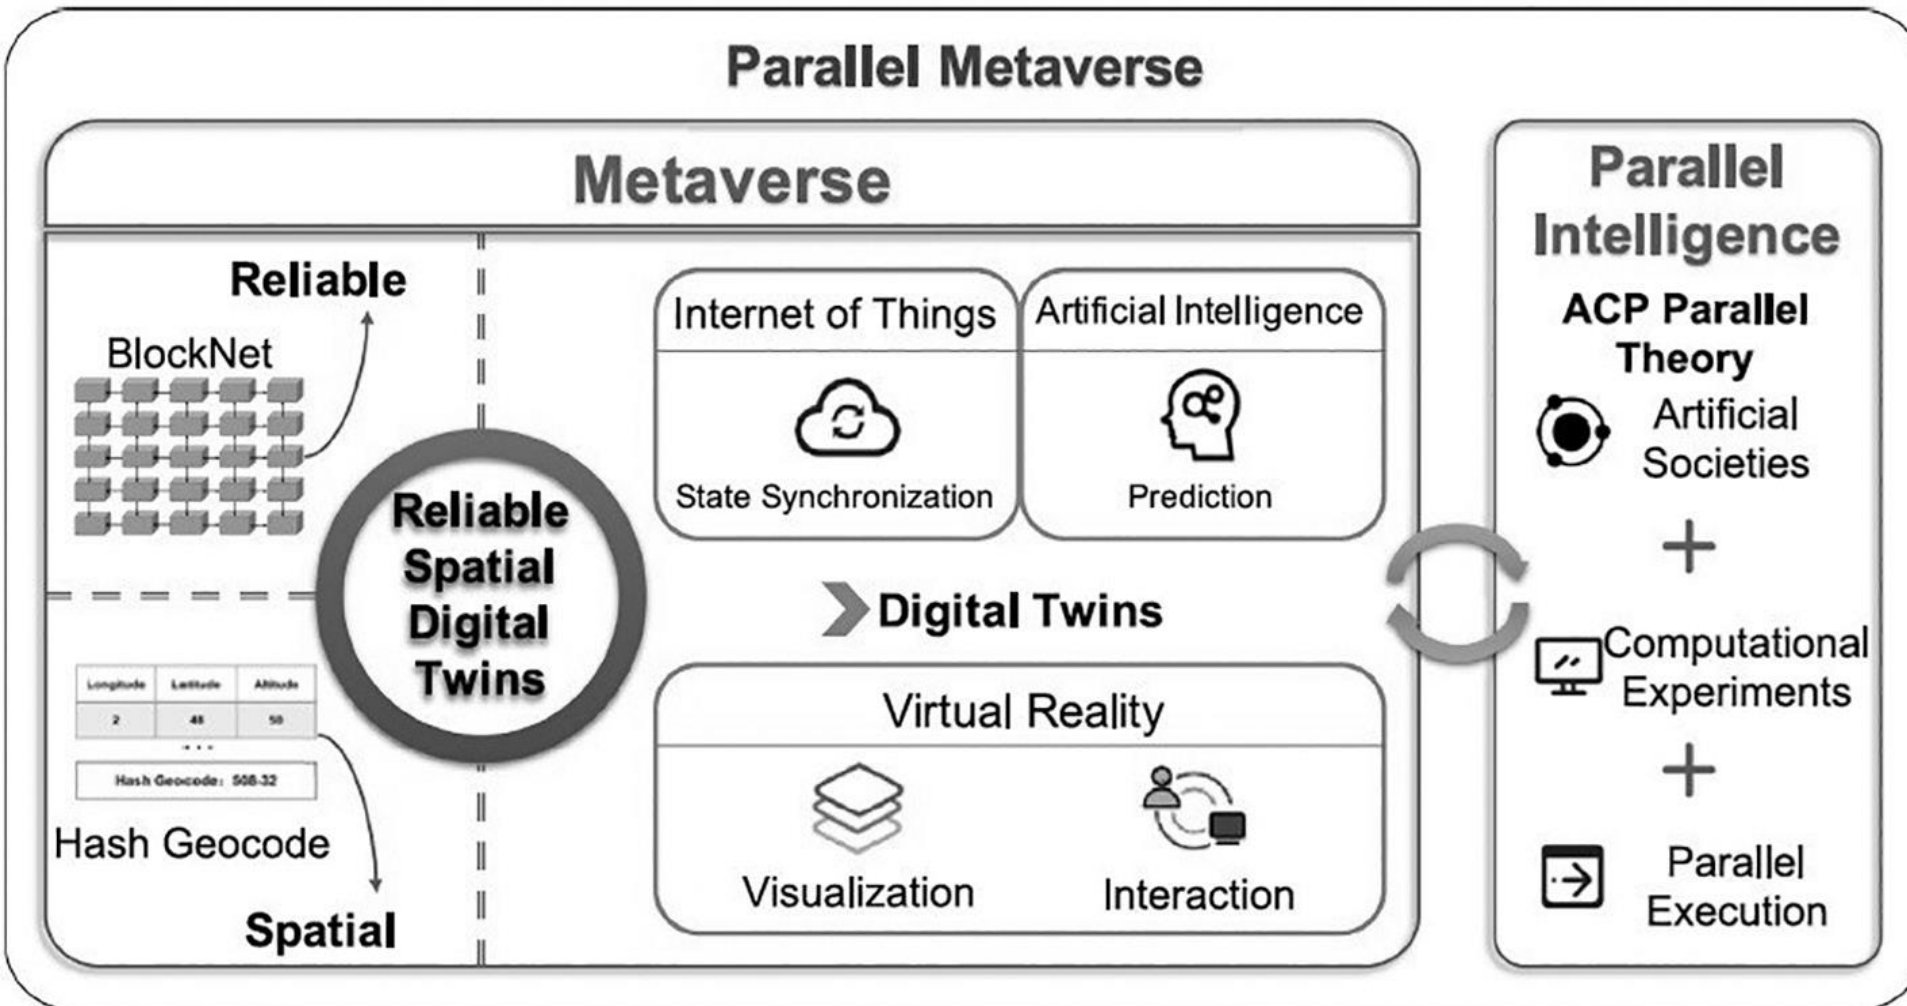 Parallel Metaverse
Metaverse
Reliable
BlockNet
Reliable
Spatial
Digital
Twins
Longitude Latitude Altitude
2 48 50
...
Hash Geocode: S08-32
Hash Geocode
Spatial
Internet of Things
State Synchronization
Artificial Intelligence
Prediction
Digital Twins
Virtual Reality
Visualization
Interaction
Parallel
Intelligence
ACP Parallel
Theory
Artificial
Societies
+
Computational
Experiments
+
Parallel
Execution